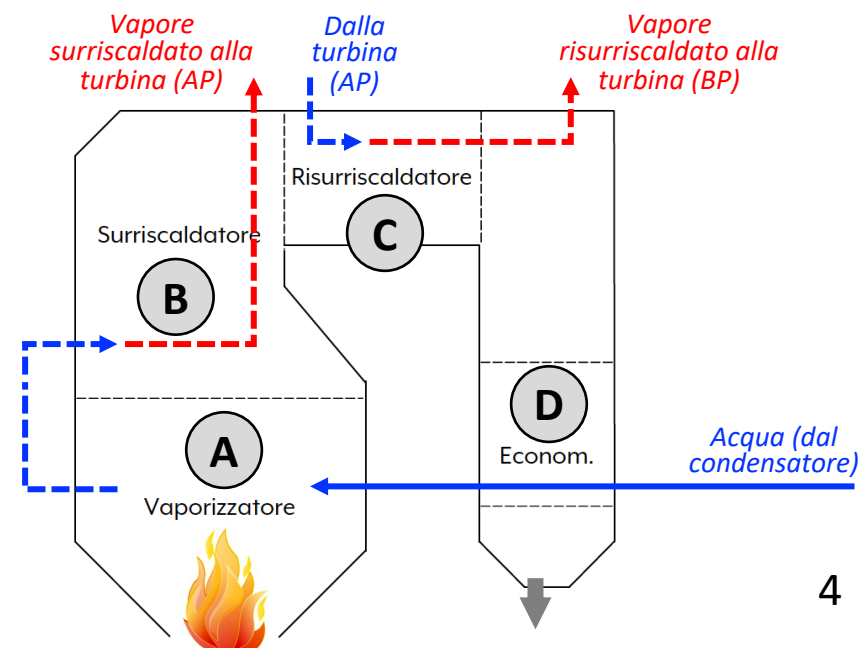 Vapore
surriscaldato alla
turbina (AP)
Dalla
turbina
(AP)
Vapore
risurriscaldato alla
turbina (BP)
Risurriscaldatore
C
Surriscaldatore
B
D
Econom.
A
Vaporizzatore
Acqua (dal
condensatore)
4